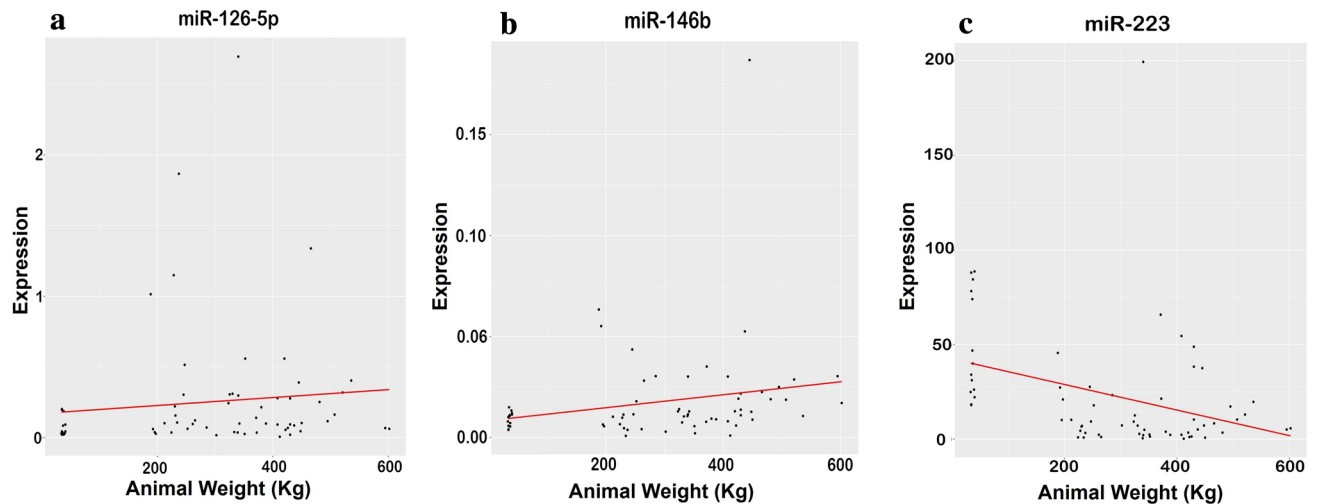 a
miR-126-5p
2
1
0
Expression
200
400
600
Animal Weight (Kg)
b
miR-146b
0.15
0.10
0.06
0.00
Expression
200
400
600
Animal Weight (Kg)
c
miR-223
200
150
100
50
0
Expression
200
400
600
Animal Weight (Kg)